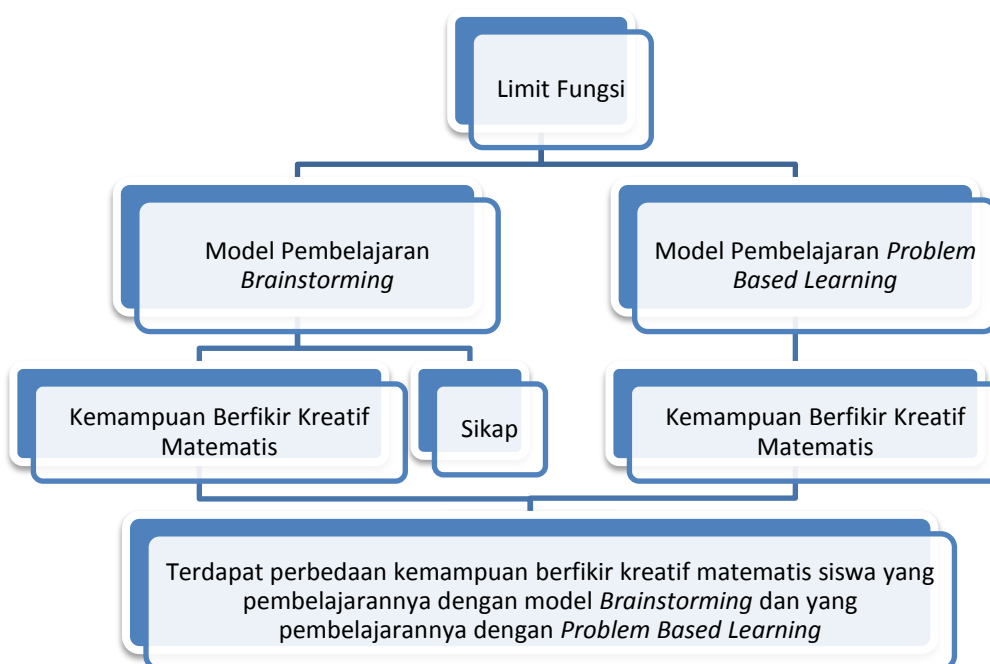 Limit Fungsi
Model Pembelajaran
Brainstorming
Model Pembelajaran Problem
Based Learning
Kemampuan Berfikir Kreatif
Matematis
Sikap
Kemampuan Berfikir Kreatif
Matematis
Terdapat perbedaan kemampuan berfikir kreatif matematis siswa yang
pembelajarannya dengan model Brainstorming dan yang
pembelajarannya dengan Problem Based Learning